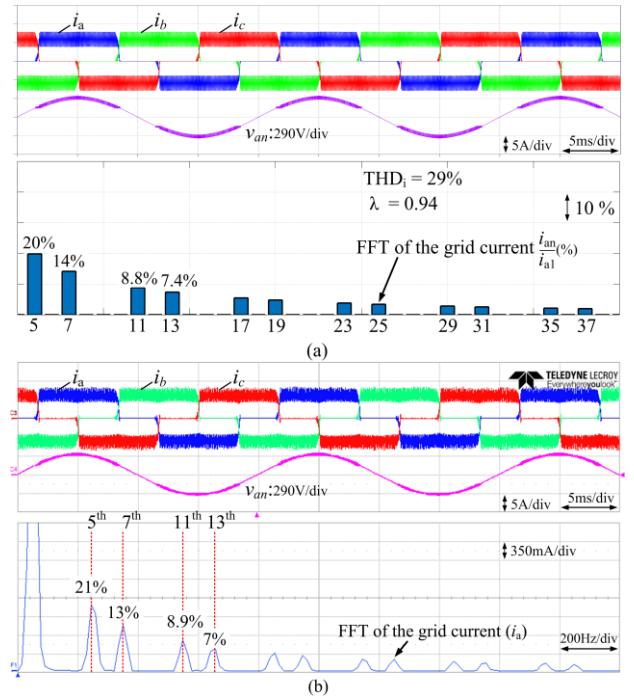 ia ib ic
van:290V/div
5A/div 5ms/div
THDi = 29%
λ = 0.94
10 %
FFT of the grid current ian/ia1(%)
20%
14%
8.8% 7.4%
5 7 11 13 17 19 23 25 29 31 35 37
(a)
ia ib ic
TELEDYNE LECROY
Everywhereyoulook™
van:290V/div
5A/div 5ms/div
5th 7th 11th 13th
350mA/div
21%
13%
8.9%
7%
FFT of the grid current (ia)
200Hz/div
(b)